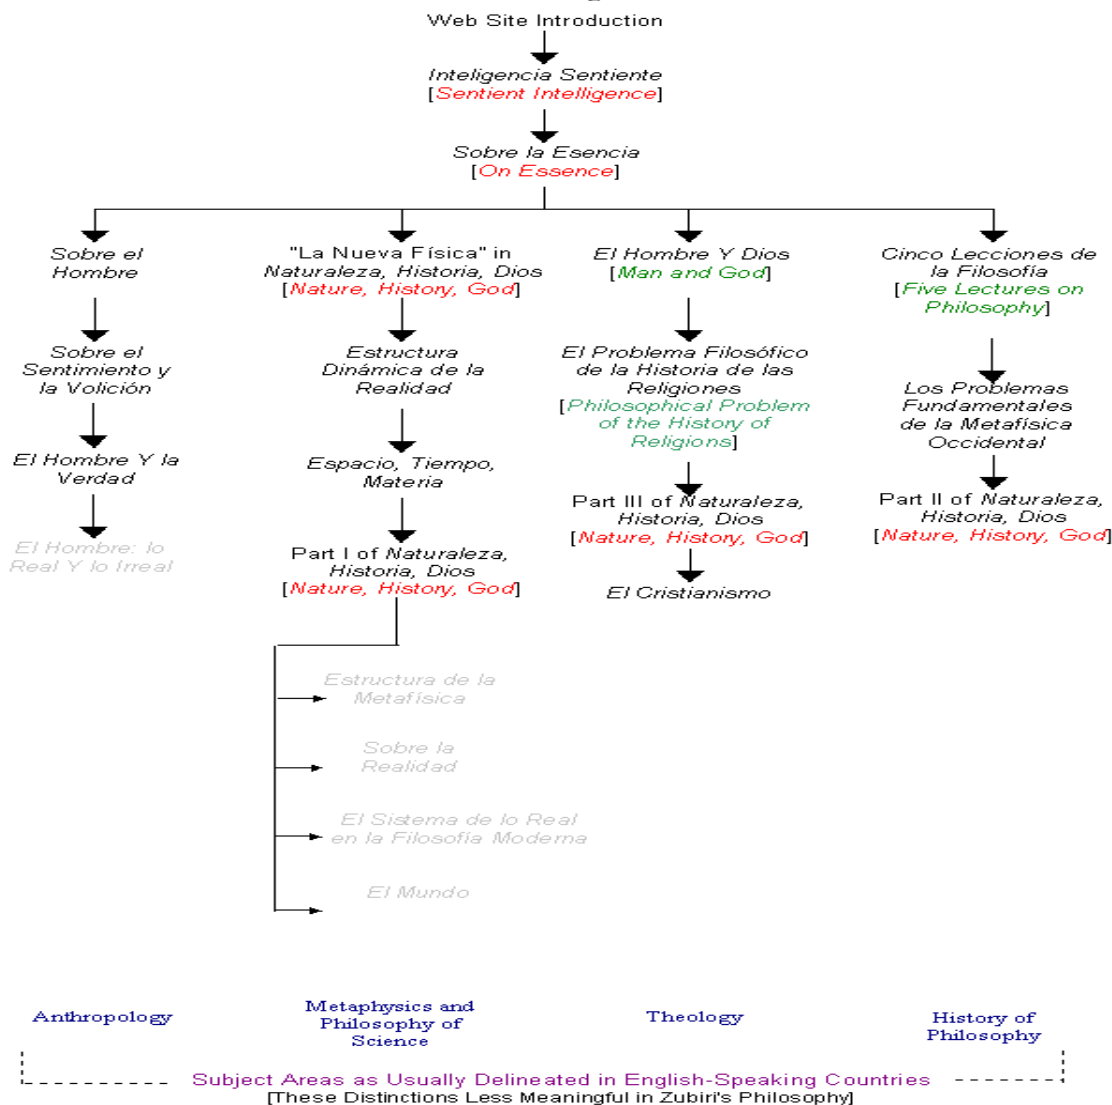 Web Site Introduction
Inteligencia Sentiente
[Sentient Intelligence]
Sobre la Esencia
[On Essence]
Sobre el
Hombre
Sobre el
Sentimiento y
la Volición
El Hombre Y la
Verdad
El Hombre: lo
Real Y lo Irreal
"La Nueva Física" in
Naturaleza, Historia, Dios
[Nature, History, God]
Estructura
Dinámica de la
Realidad
Espacio, Tiempo,
Materia
Part I of Naturaleza,
Historia, Dios
[Nature, History, God]
Estructura de la
Metafísica
Sobre la
Realidad
El Sistema de lo Real
en la Filosofía Moderna
El Mundo
El Hombre Y Dios
[Man and God]
El Problema Filosófico
de la Historia de las
Religiones
[Philosophical Problem
of the History of
Religions]
Part III of Naturaleza,
Historia, Dios
[Nature, History, God]
El Cristianismo
Cinco Lecciones de
la Filosofía
[Five Lectures on
Philosophy]
Los Problemas
Fundamentales
de la Metafísica
Occidental
Part II of Naturaleza,
Historia, Dios
[Nature, History, God]
Anthropology
Metaphysics and
Philosophy of
Science
Theology
History of
Philosophy
Subject Areas as Usually Delineated in English-Speaking Countries
[These Distinctions Less Meaningful in Zubiri's Philosophy]